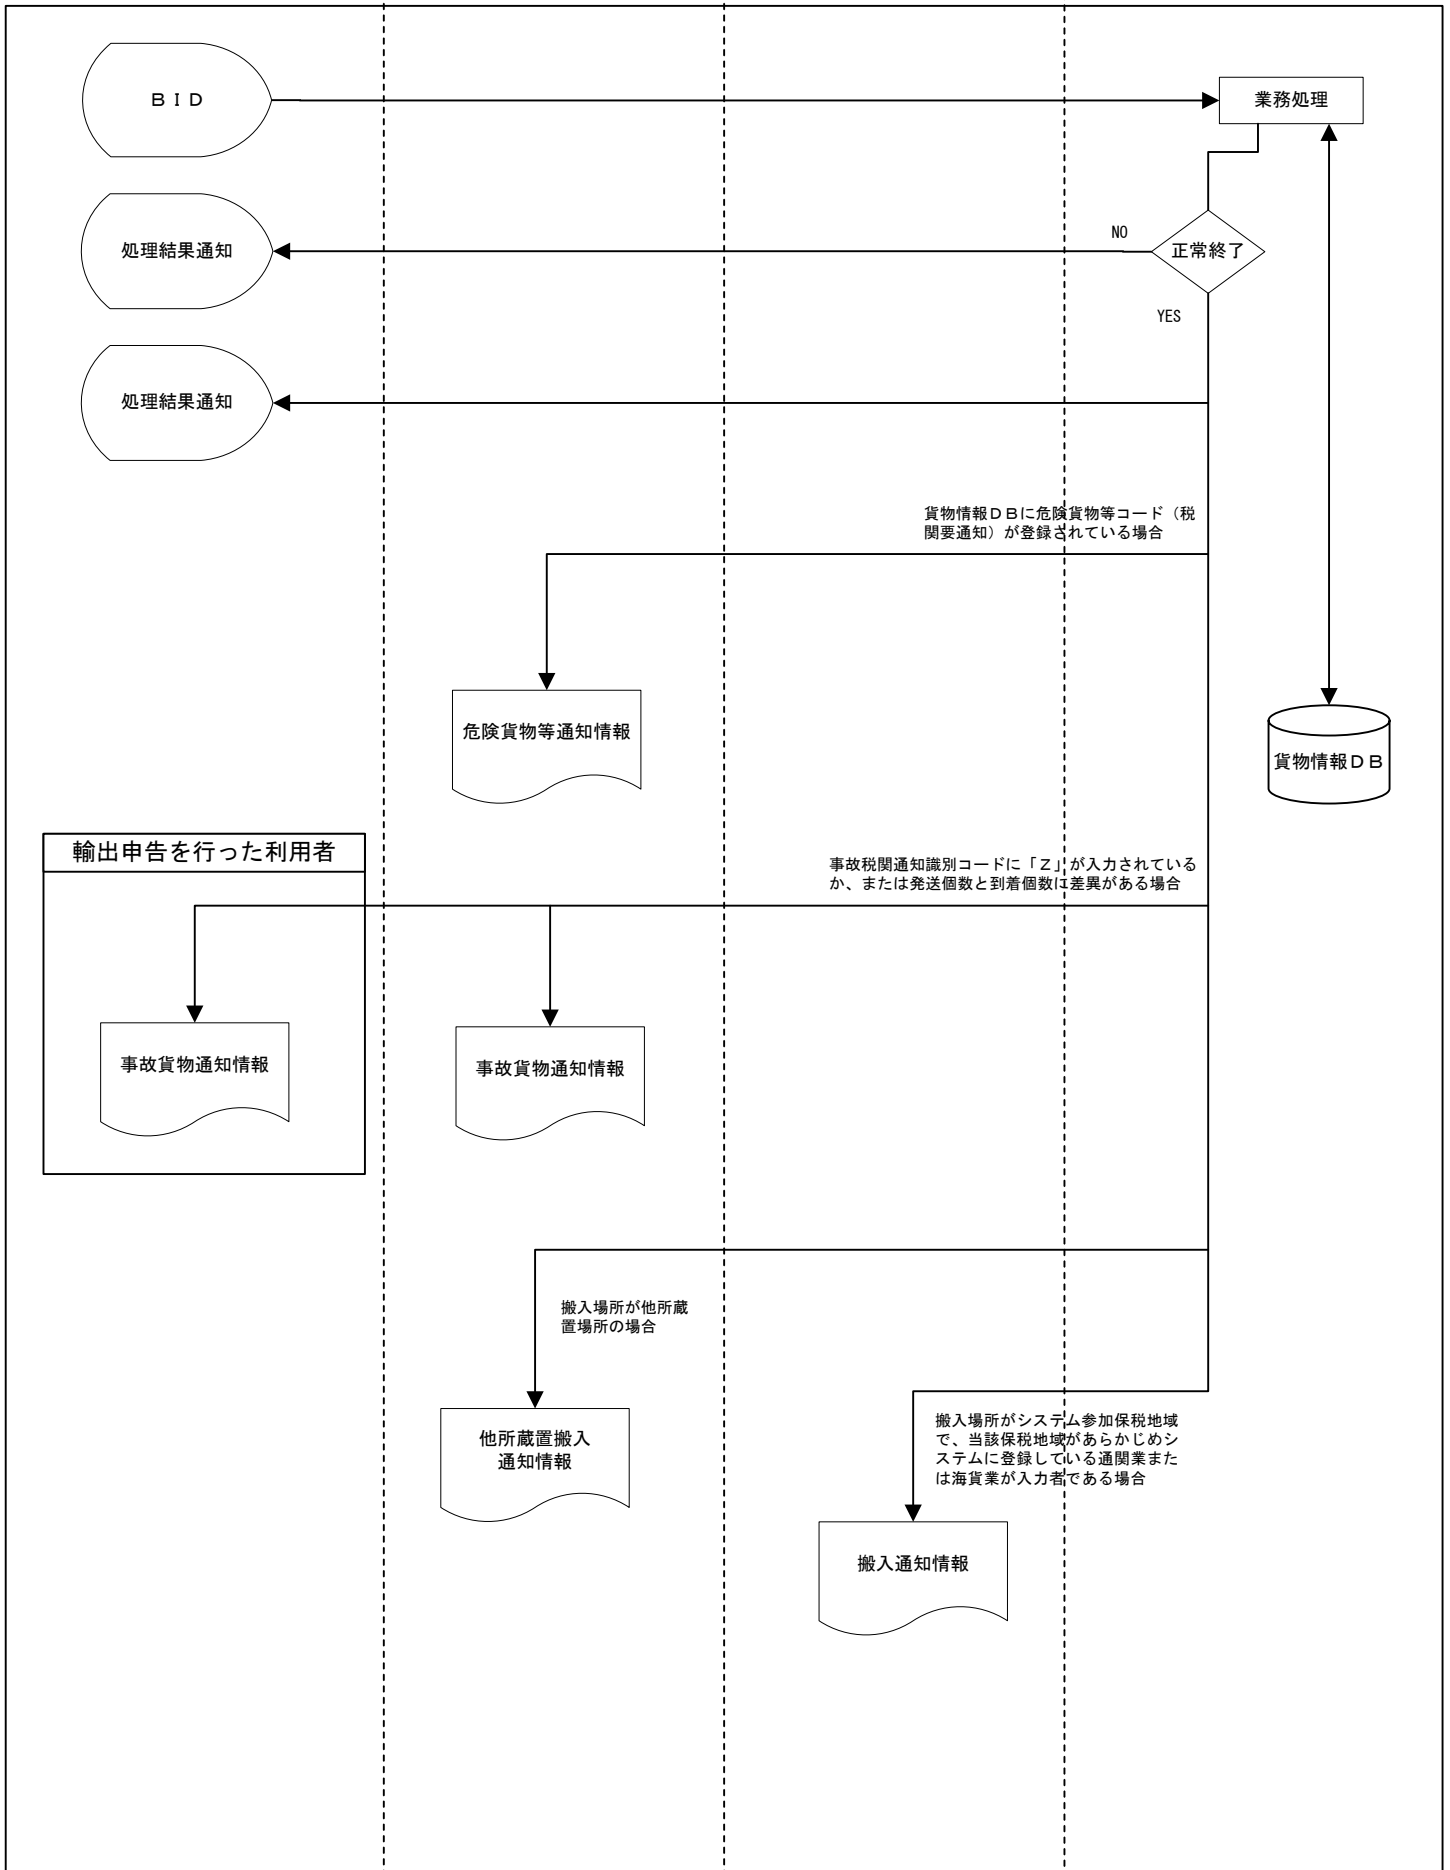 ＢＩＤ
業務処理
処理結果通知
NO
正常終了
YES
処理結果通知
貨物情報ＤＢに危険貨物等コード（税
関要通知）が登録されている場合
危険貨物等通知情報
貨物情報ＤＢ
輸出申告を行った利用者
事故税関通知識別コードに「Ｚ」が入力されている
か、または発送個数と到着個数に差異がある場合
事故貨物通知情報
事故貨物通知情報
搬入場所が他所蔵
置場所の場合
他所蔵置搬入
通知情報
搬入場所がシステム参加保税地域
で、当該保税地域があらかじめシ
ステムに登録している通関業また
は海貨業が入力者である場合
搬入通知情報